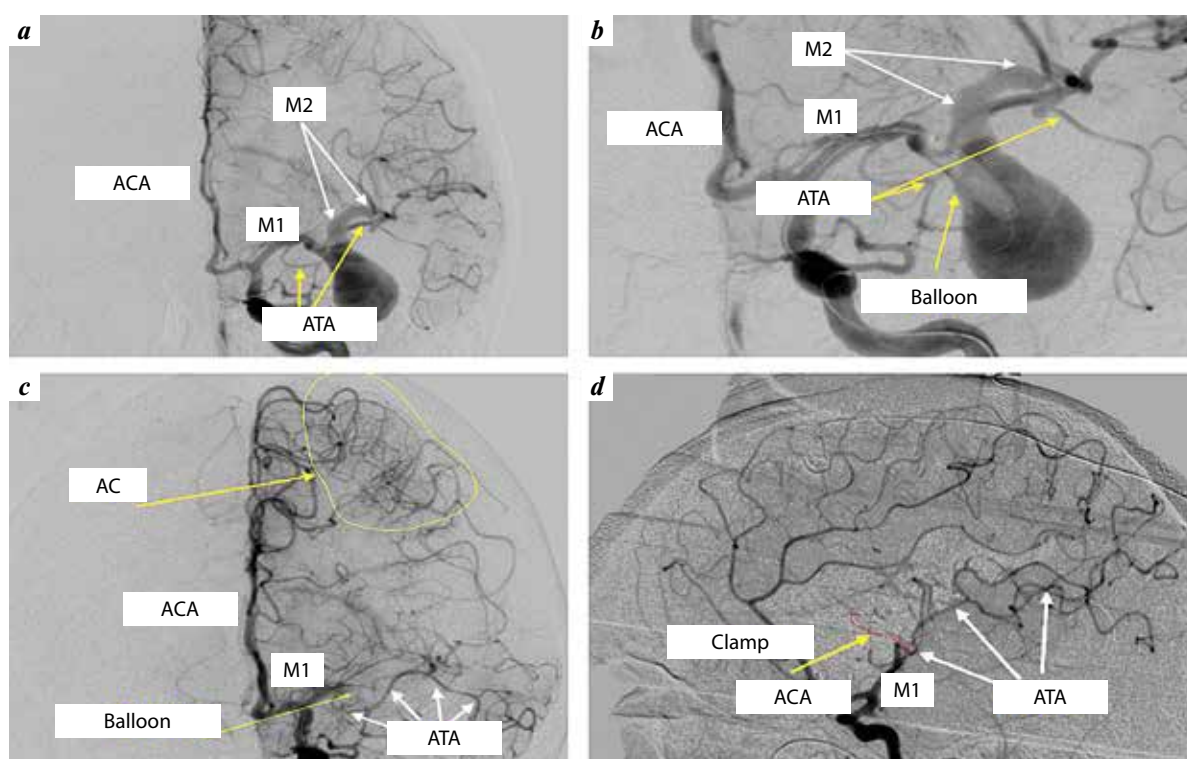 a
M2
ACA
M1
ATA
b
M2
M1
ACA
ATA
Balloon
c
AC
ACA
M1
Balloon
ATA
d
Clamp
ACA
M1
ATA